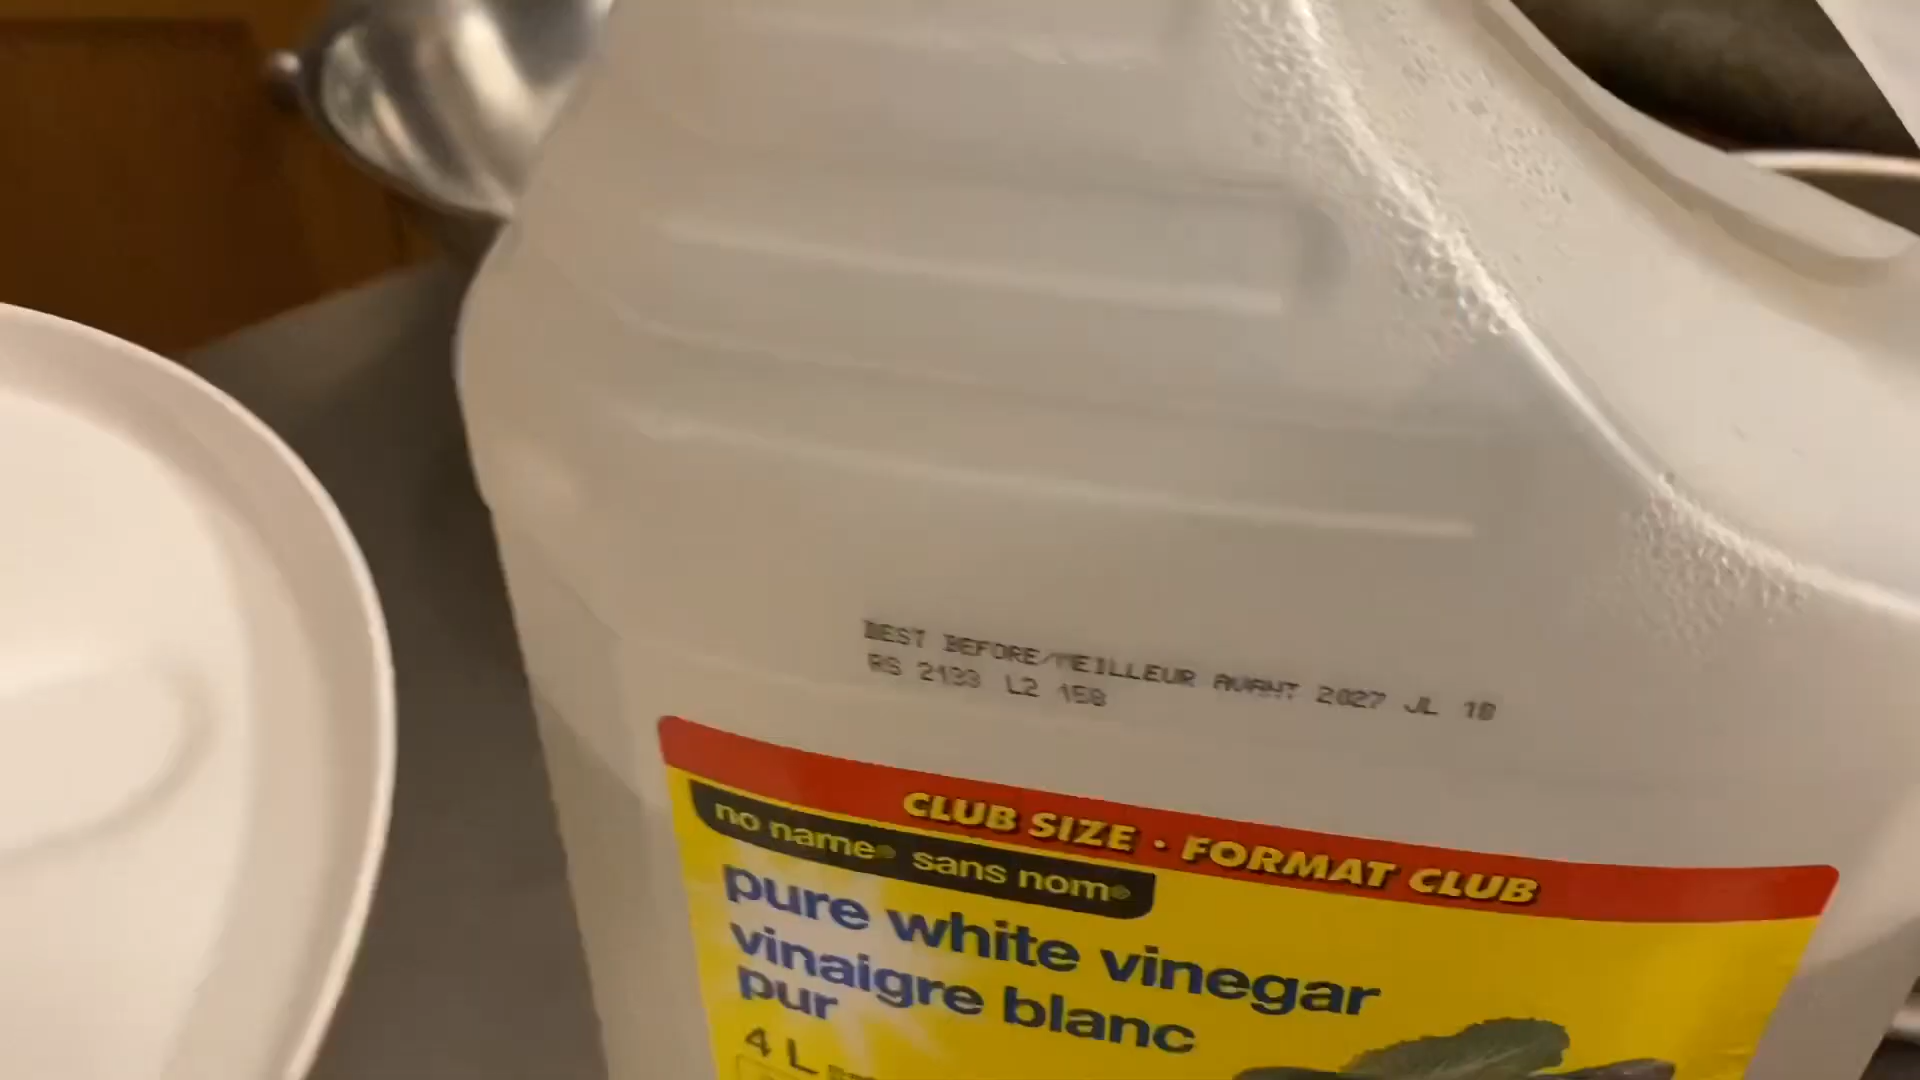 BEST BEFORE/MEILLEUR AVANT 2027 JL 18
RS 2133 L2 158
CLUB SIZE · FORMAT CLUB
no name® sans nom®
pure white vinegar
vinaigre blanc
pur
4 L